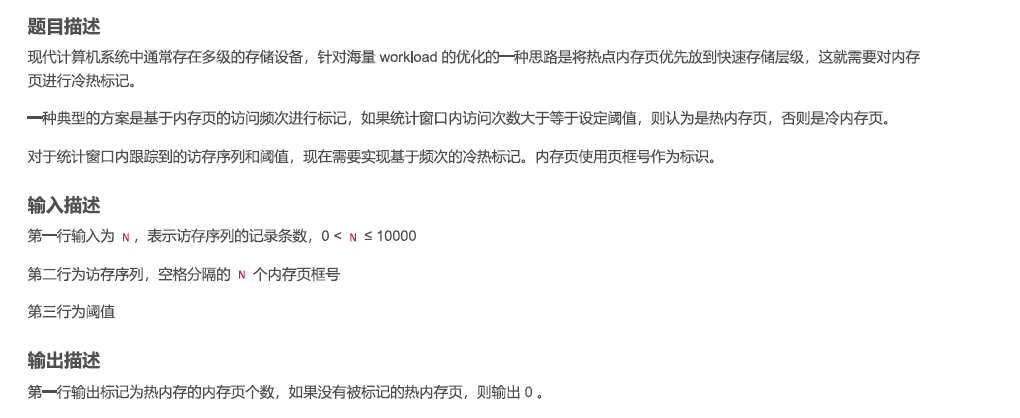 题目描述
现代计算机系统中通常存在多级的存储设备，针对海量 workload 的优化的一种思路是将热点内存页优先放到快速存储层级，这就需要对内存
页进行冷热标记。
一种典型的方案是基于内存页的访问频次进行标记，如果统计窗口内访问次数大于等于设定阈值，则认为是热内存页，否则是冷内存页。
对于统计窗口内跟踪到的访存序列和阈值，现在需要实现基于频次的冷热标记。内存页使用页框号作为标识。
输入描述
第一行输入为 N ，表示访存序列的记录条数，0 < N ≤ 10000
第二行为访存序列，空格分隔的 N 个内存页框号
第三行为阈值
输出描述
第一行输出标记为热内存的内存页个数，如果没有被标记的热内存页，则输出 0 。